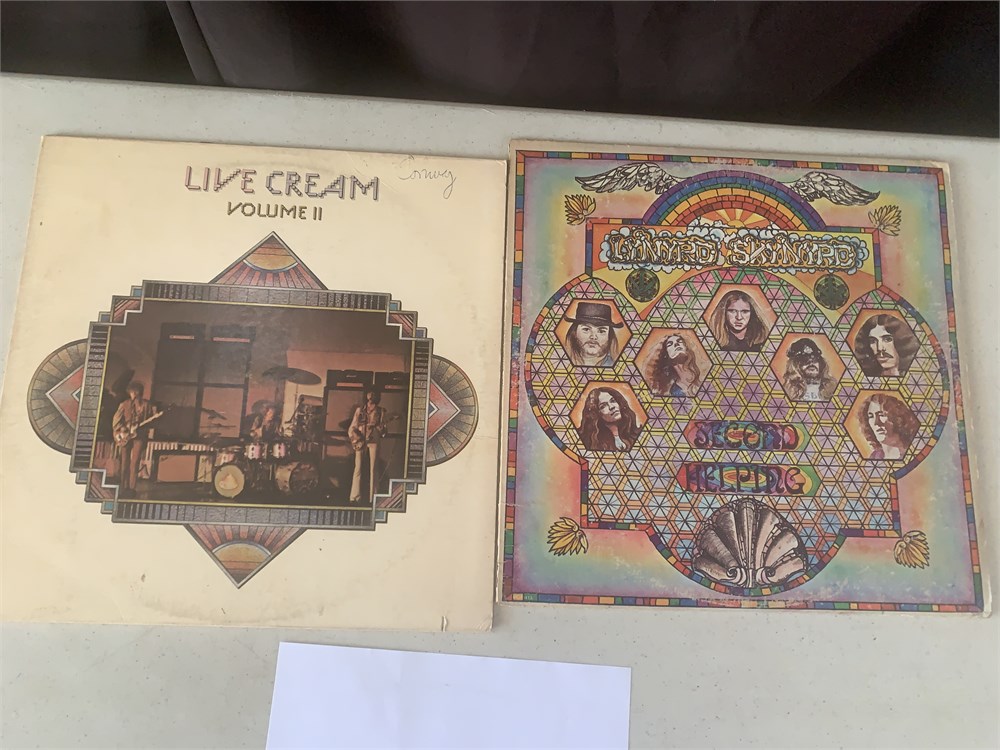 LIVE CREAM
VOLUME II
LYNYRD SKYNYRD
SECOND
HELPING